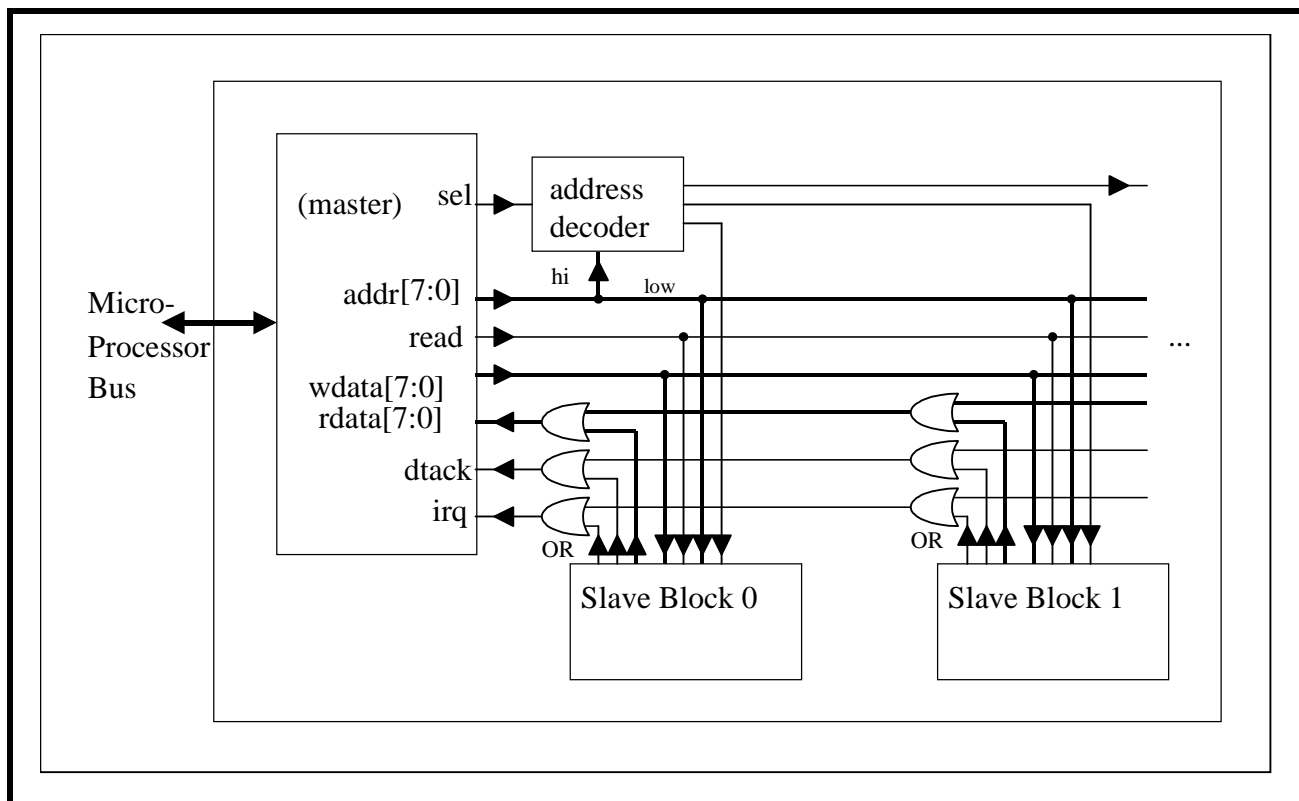 sel
address
(master)
decoder
hi
low
addr[7:0]
Micro-
Processor
Bus
read
...
wdata[7:0]
rdata[7:0]
dtack
irq
OR
OR
Slave Block 0
Slave Block 1